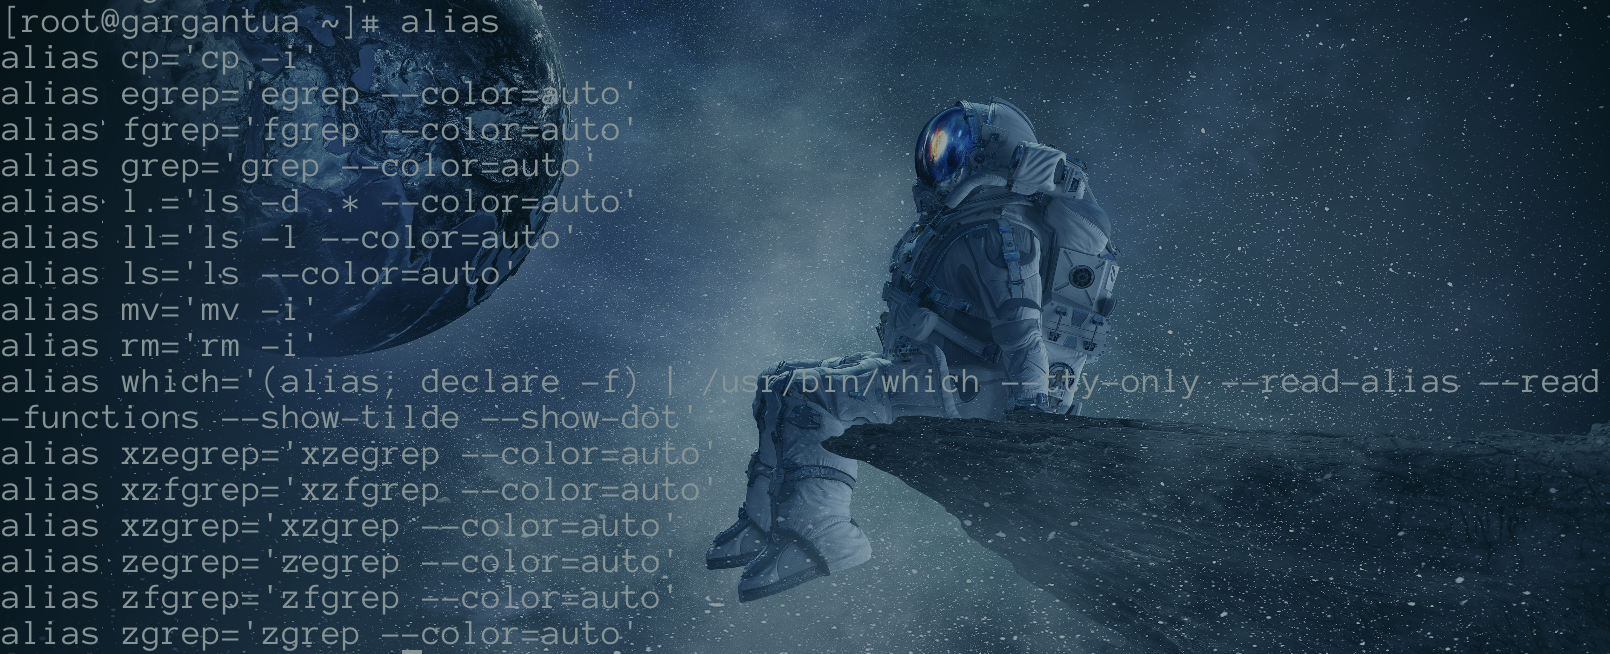 [root@gargantua ~]# alias
alias cp='cp -i'
alias egrep='egrep --color=auto'
alias fgrep='fgrep --color=auto'
alias grep='grep --color=auto'
alias l.='ls -d .* --color=auto'
alias ll='ls -l --color=auto'
alias ls='ls --color=auto'
alias mv='mv -i'
alias rm='rm -i'
alias which='(alias; declare -f) | /usr/bin/which --tty-only --read-alias --read
-functions --show-tilde --show-dot'
alias xzegrep='xzegrep --color=auto'
alias xzfgrep='xzfgrep --color=auto'
alias xzgrep='xzgrep --color=auto'
alias zegrep='zegrep --color=auto'
alias zfgrep='zfgrep --color=auto'
alias zgrep='zgrep --color=auto'